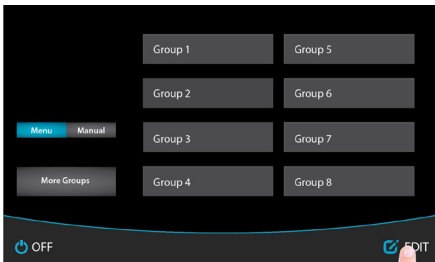 Group 1
Group 5
Group 2
Group 6
Menu
Manual
Group 3
Group 7
More Groups
Group 4
Group 8
OFF
EDIT